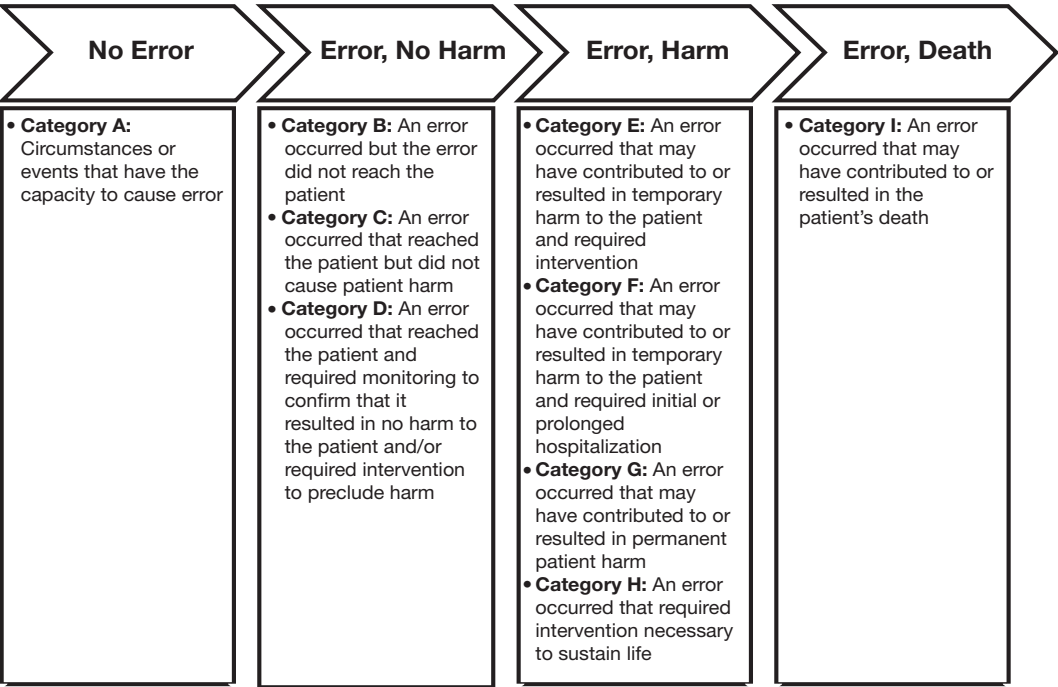 No Error
Error, No Harm
Error, Harm
Error, Death
• Category A:
Circumstances or
events that have the
capacity to cause error
• Category B: An error
occurred but the error
did not reach the
patient
• Category C: An error
occurred that reached
the patient but did not
cause patient harm
• Category D: An error
occurred that reached
the patient and
required monitoring to
confirm that it
resulted in no harm to
the patient and/or
required intervention
to preclude harm
• Category E: An error
occurred that may
have contributed to or
resulted in temporary
harm to the patient
and required
intervention
• Category F: An error
occurred that may
have contributed to or
resulted in temporary
harm to the patient
and required initial or
prolonged
hospitalization
• Category G: An error
occurred that may
have contributed to or
resulted in permanent
patient harm
• Category H: An error
occurred that required
intervention necessary
to sustain life
• Category I: An error
occurred that may
have contributed to or
resulted in the
patient’s death